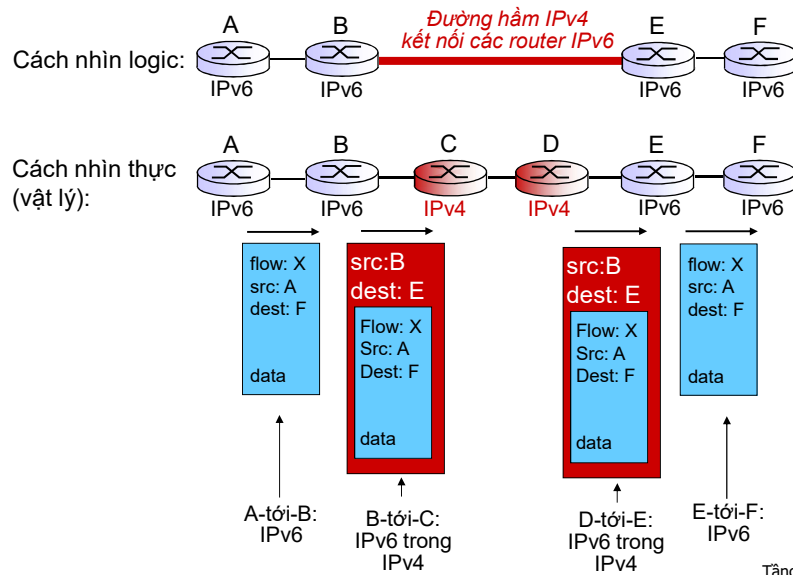 Đường hầm IPv4
kết nối các router IPv6
A
B
E
F
Cách nhìn logic:
IPv6
IPv6
IPv6
IPv6
A
B
C
D
E
F
Cách nhìn thực
(vật lý):
IPv6
IPv6
IPv4
IPv4
IPv6
IPv6
flow: X
src: A
dest: F
data
src:B
dest: E
Flow: X
Src: A
Dest: F
data
src:B
dest: E
Flow: X
Src: A
Dest: F
data
flow: X
src: A
dest: F
data
A-tới-B:
IPv6
B-tới-C:
IPv6 trong
IPv4
D-tới-E:
IPv6 trong
IPv4
E-tới-F:
IPv6
Tầng